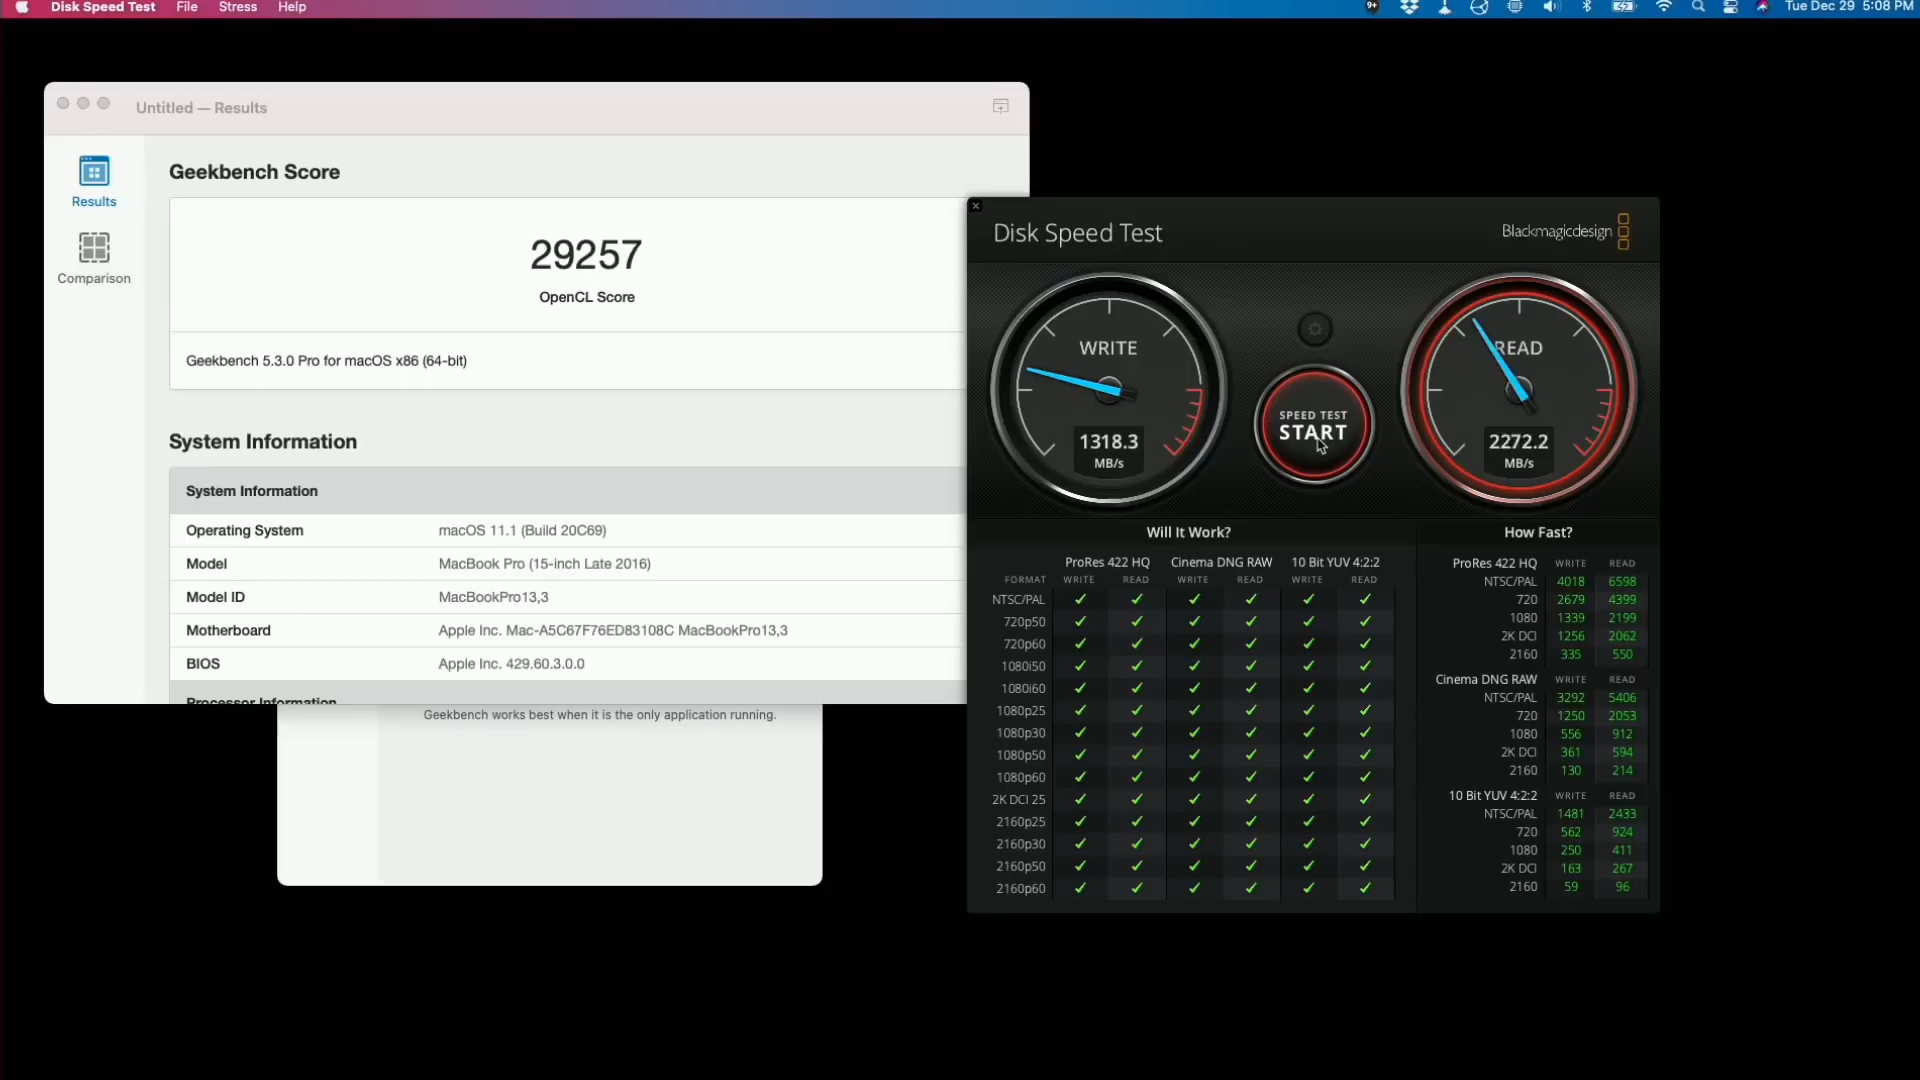 Disk Speed Test File Stress Help
9+ Tue Dec 29 5:08 PM
Untitled — Results
Results
Comparison
Geekbench Score
29257
OpenCL Score
Geekbench 5.3.0 Pro for macOS x86 (64-bit)
System Information
System Information
Operating System macOS 11.1 (Build 20C69)
Model MacBook Pro (15-inch Late 2016)
Model ID MacBookPro13,3
Motherboard Apple Inc. Mac-A5C67F76ED83108C MacBookPro13,3
BIOS Apple Inc. 429.60.3.0.0
Processor Information
Geekbench works best when it is the only application running.
Disk Speed Test
Blackmagicdesign
WRITE
1318.3
MB/s
SPEED TEST
START
READ
2272.2
MB/s
Will It Work?
ProRes 422 HQ Cinema DNG RAW 10 Bit YUV 4:2:2
FORMAT WRITE READ WRITE READ WRITE READ
NTSC/PAL ✓ ✓ ✓ ✓ ✓ ✓
720p50 ✓ ✓ ✓ ✓ ✓ ✓
720p60 ✓ ✓ ✓ ✓ ✓ ✓
1080i50 ✓ ✓ ✓ ✓ ✓ ✓
1080i60 ✓ ✓ ✓ ✓ ✓ ✓
1080p25 ✓ ✓ ✓ ✓ ✓ ✓
1080p30 ✓ ✓ ✓ ✓ ✓ ✓
1080p50 ✓ ✓ ✓ ✓ ✓ ✓
1080p60 ✓ ✓ ✓ ✓ ✓ ✓
2K DCI 25 ✓ ✓ ✓ ✓ ✓ ✓
2160p25 ✓ ✓ ✓ ✓ ✓ ✓
2160p30 ✓ ✓ ✓ ✓ ✓ ✓
2160p50 ✓ ✓ ✓ ✓ ✓ ✓
2160p60 ✓ ✓ ✓ ✓ ✓ ✓
How Fast?
ProRes 422 HQ WRITE READ
NTSC/PAL 4018 6598
720 2679 4399
1080 1339 2199
2K DCI 1256 2062
2160 335 550
Cinema DNG RAW WRITE READ
NTSC/PAL 3292 5406
720 1250 2053
1080 556 912
2K DCI 361 594
2160 130 214
10 Bit YUV 4:2:2 WRITE READ
NTSC/PAL 1481 2433
720 562 924
1080 250 411
2K DCI 163 267
2160 59 96